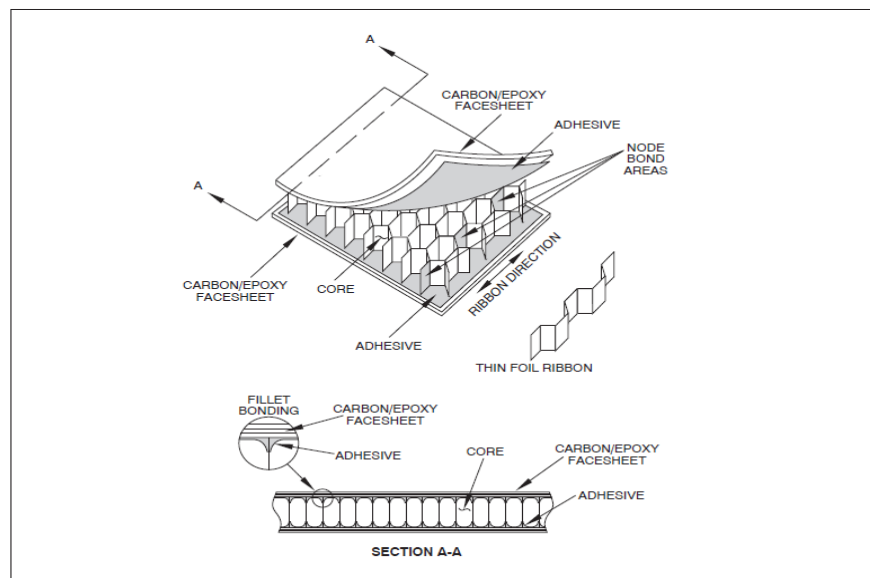 A
CARBON/EPOXY
FACESHEET
ADHESIVE
NODE
BOND
AREAS
A
CARBON/EPOXY
FACESHEET
CORE
RIBBON DIRECTION
ADHESIVE
THIN FOIL RIBBON
FILLET
BONDING
CARBON/EPOXY
FACESHEET
ADHESIVE
CORE
CARBON/EPOXY
FACESHEET
ADHESIVE
SECTION A-A